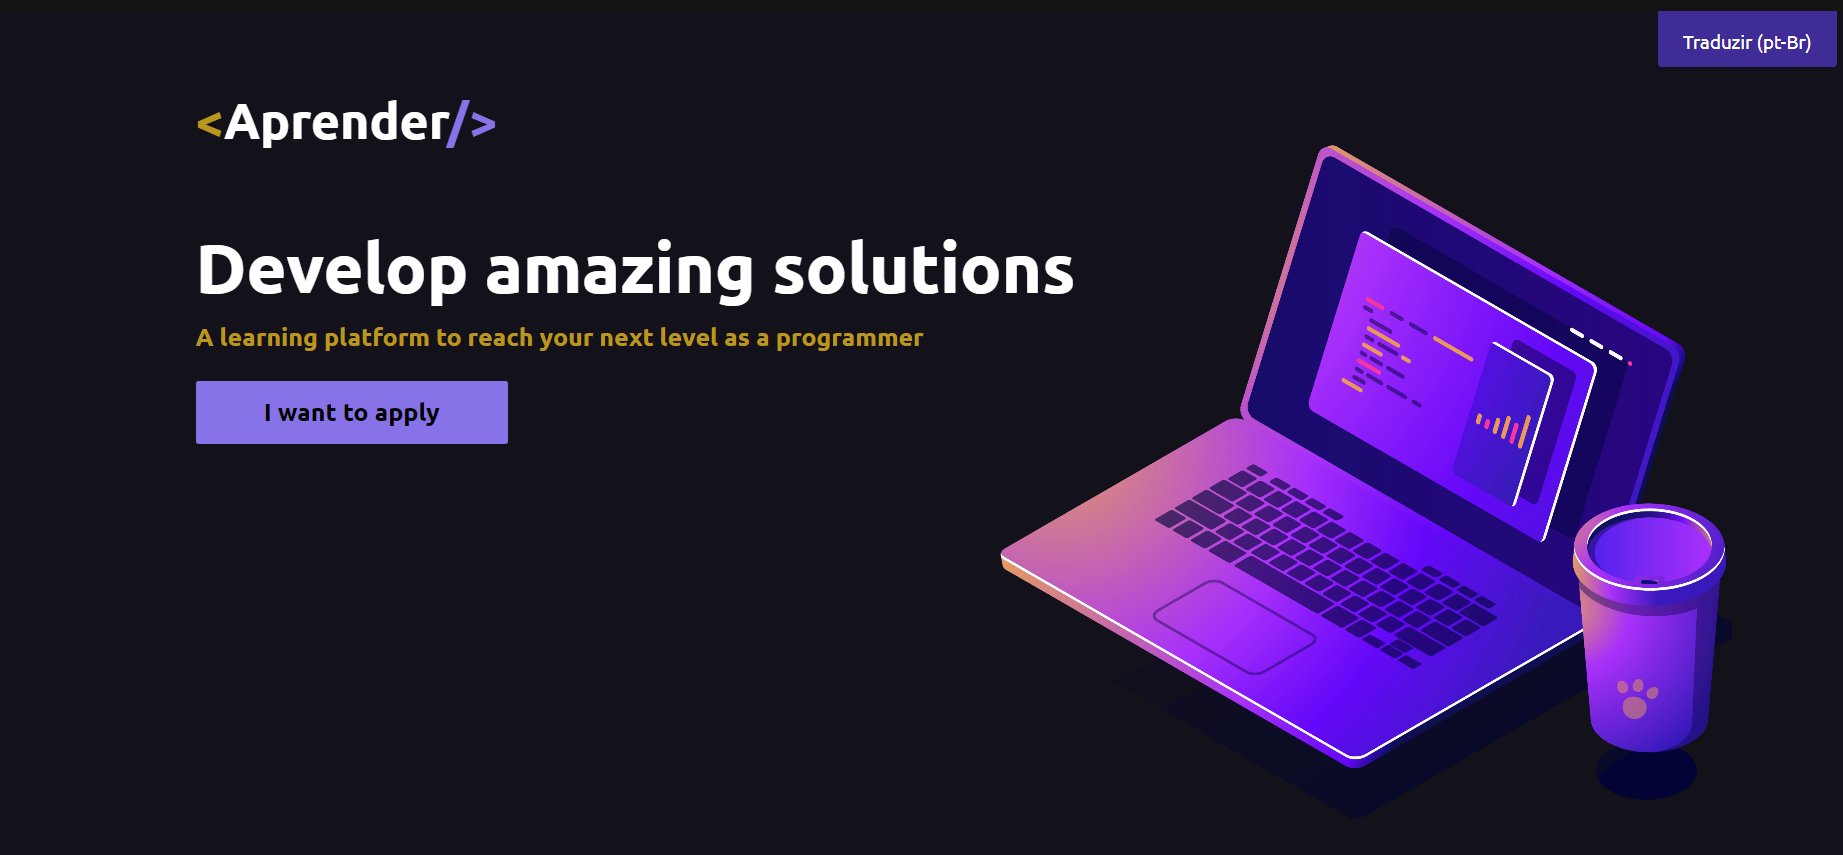 Traduzir (pt-Br)
<Aprender/>
Develop amazing solutions
A learning platform to reach your next level as a programmer
I want to apply